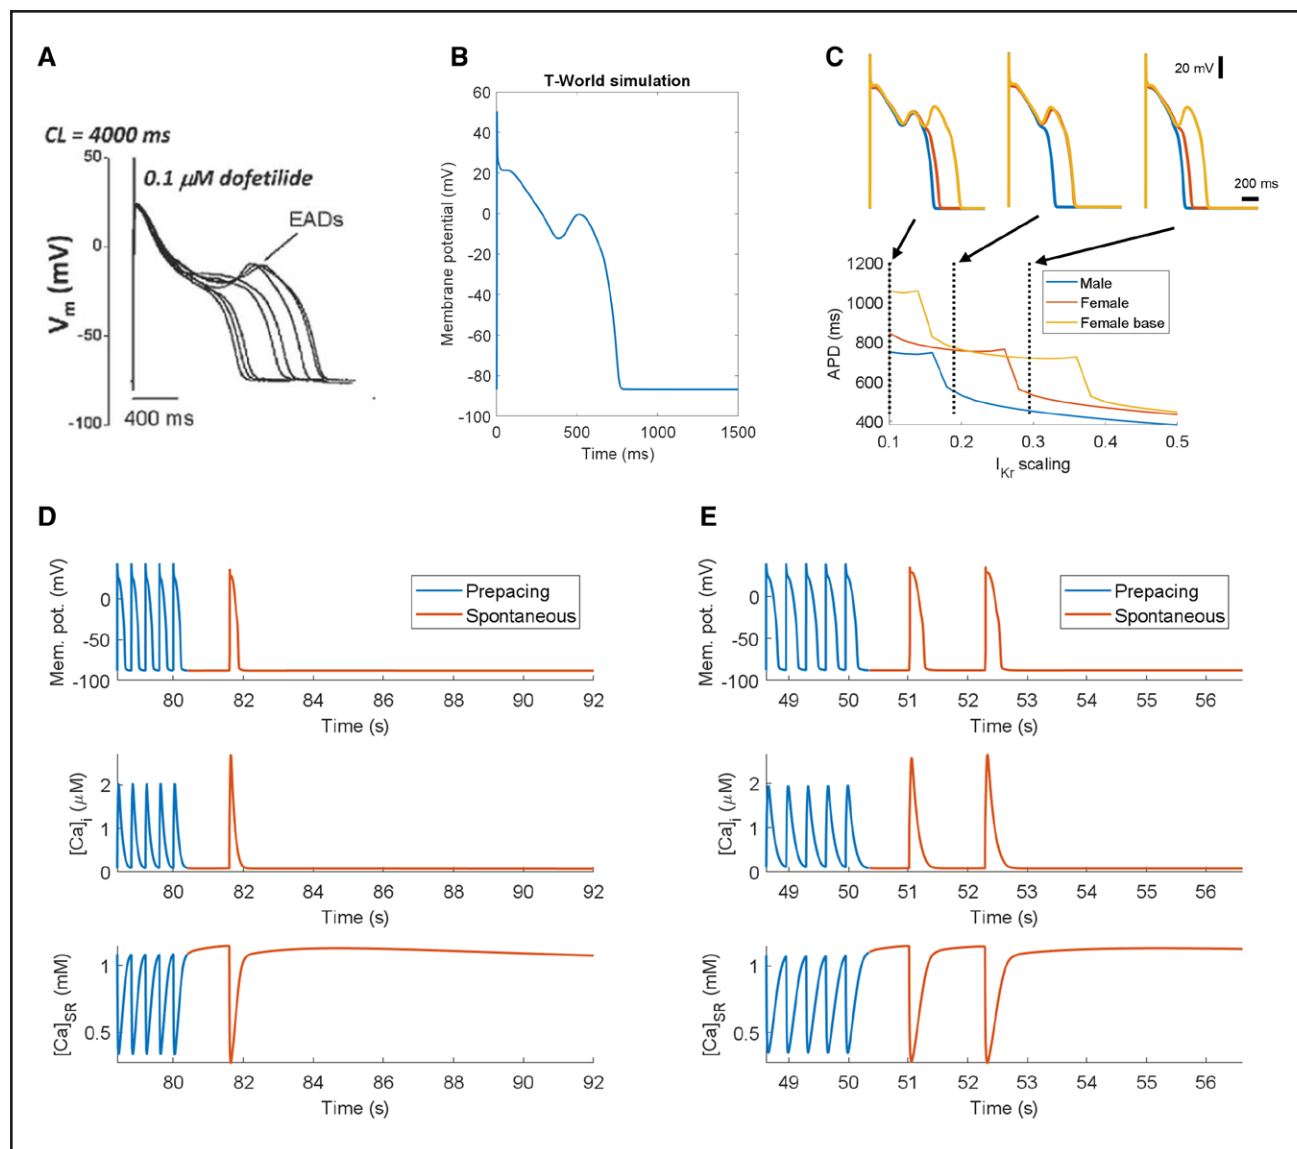 A
CL = 4000 ms
50
0.1 μM dofetilide
EADs
0
-50
-100
Vm (mV)
400 ms
B
T-World simulation
60
40
20
0
-20
-40
-60
-80
-100
Membrane potential (mV)
0
500
1000
1500
Time (ms)
C
20 mV
200 ms
1200
1000
800
600
400
APD (ms)
Male
Female
Female base
0.1
0.2
0.3
0.4
0.5
IKr scaling
D
0
-50
-100
Mem. pot. (mV)
Prepacing
Spontaneous
80
82
84
86
88
90
92
Time (s)
2
1
0
[Ca]i (μM)
80
82
84
86
88
90
92
Time (s)
1
0.5
[Ca]SR (mM)
80
82
84
86
88
90
92
Time (s)
E
0
-50
-100
Mem. pot. (mV)
Prepacing
Spontaneous
49
50
51
52
53
54
55
56
Time (s)
2
1
0
[Ca]i (μM)
49
50
51
52
53
54
55
56
Time (s)
1
0.5
[Ca]SR (mM)
49
50
51
52
53
54
55
56
Time (s)